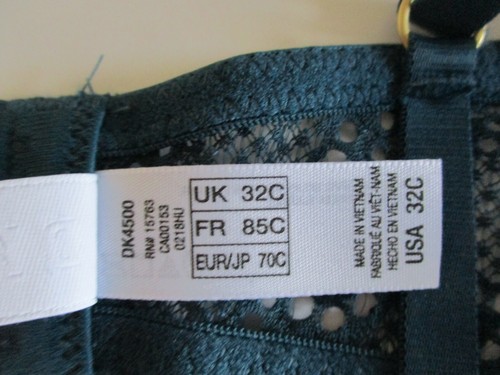 DK4500
RN# 15763
CA00153
0218HU
UK 32C
FR 85C
EUR/JP 70C
MADE IN VIETNAM
FABRIQUÉ AU VIÊT-NAM
HECHO EN VIETNAM
USA 32C